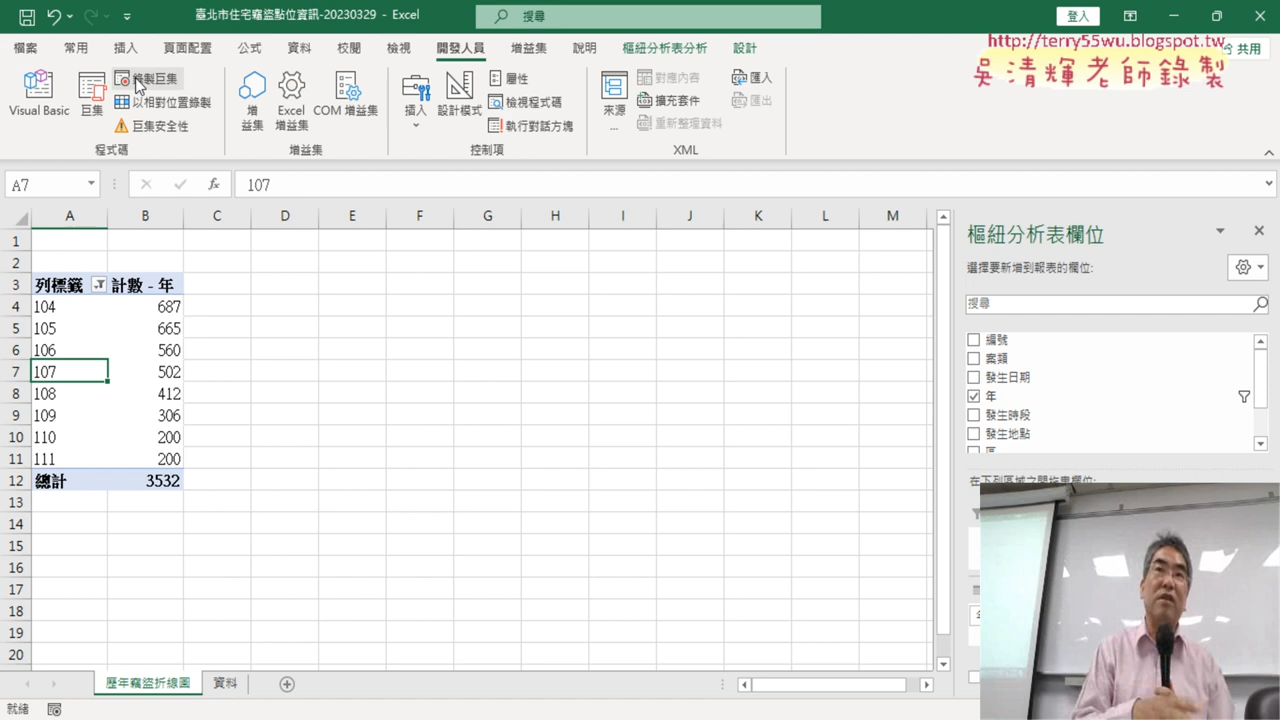 臺北市住宅竊盜點位資訊-20230329 - Excel
搜尋
登入
檔案 常用 插入 頁面配置 公式 資料 校閱 檢視 開發人員 增益集 說明 樞紐分析表分析 設計
共用
http://terry55wu.blogspot.tw
吳清輝老師錄製
Visual Basic
巨集
錄製巨集
以相對位置錄製
巨集安全性
程式碼
增
益集
Excel
增益集
COM 增益集
增益集
插入
設計模式
屬性
檢視程式碼
執行對話方塊
控制項
來源
...
對應內容
擴充套件
重新整理資料
匯入
匯出
XML
A7
fx
107
A B C D E F G H I J K L M
1
2
3 列標籤 計數 - 年
4 104 687
5 105 665
6 106 560
7 107 502
8 108 412
9 109 306
10 110 200
11 111 200
12 總計 3532
13
14
15
16
17
18
19
20
樞紐分析表欄位
選擇要新增到報表的欄位:
搜尋
編號
案類
發生日期
年
發生時段
發生地點
歷年竊盜折線圖 資料
就緒